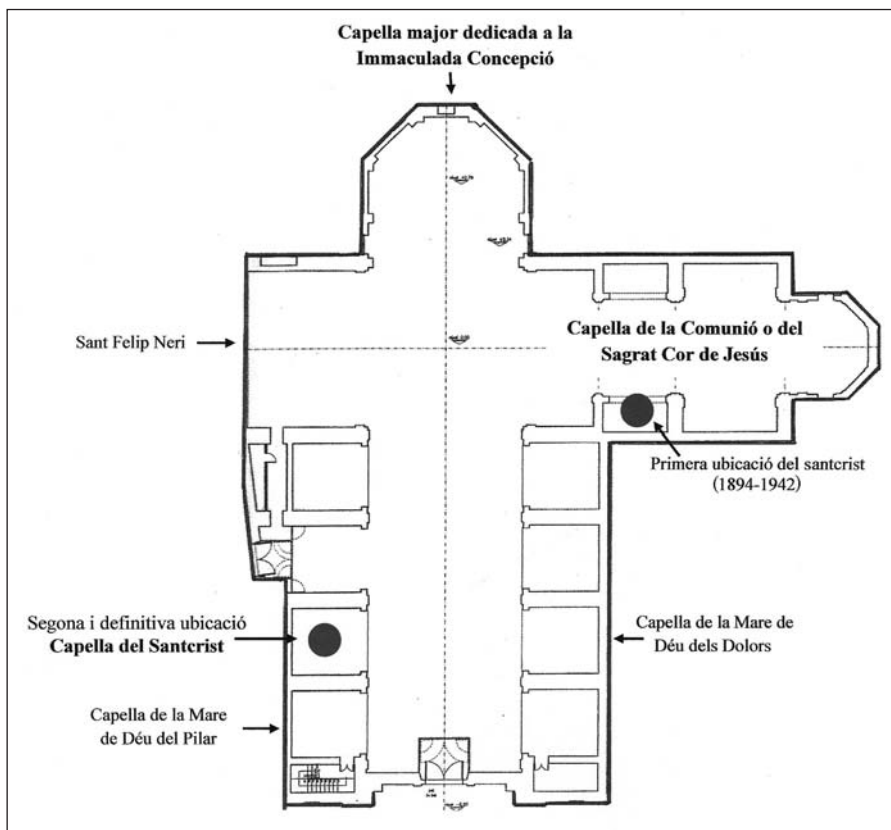 Capella major dedicada a la
Immaculada Concepció
Sant Felip Neri
Capella de la Comunió o del
Sagrat Cor de Jesús
Primera ubicació del santcrist
(1894-1942)
Segona i definitiva ubicació
Capella del Santcrist
Capella de la Mare de
Déu dels Dolors
Capella de la Mare
de Déu del Pilar